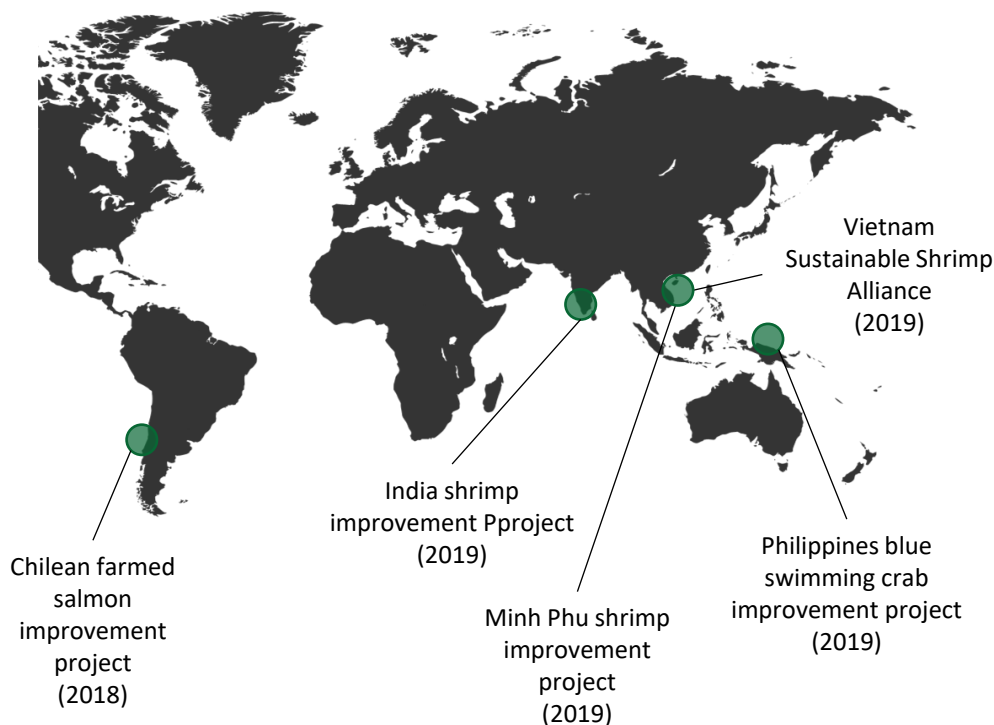 Vietnam
Sustainable Shrimp
Alliance
(2019)
India shrimp
improvement Pproject
(2019)
Philippines blue
swimming crab
improvement project
(2019)
Chilean farmed
salmon
improvement
project
(2018)
Minh Phu shrimp
improvement
project
(2019)